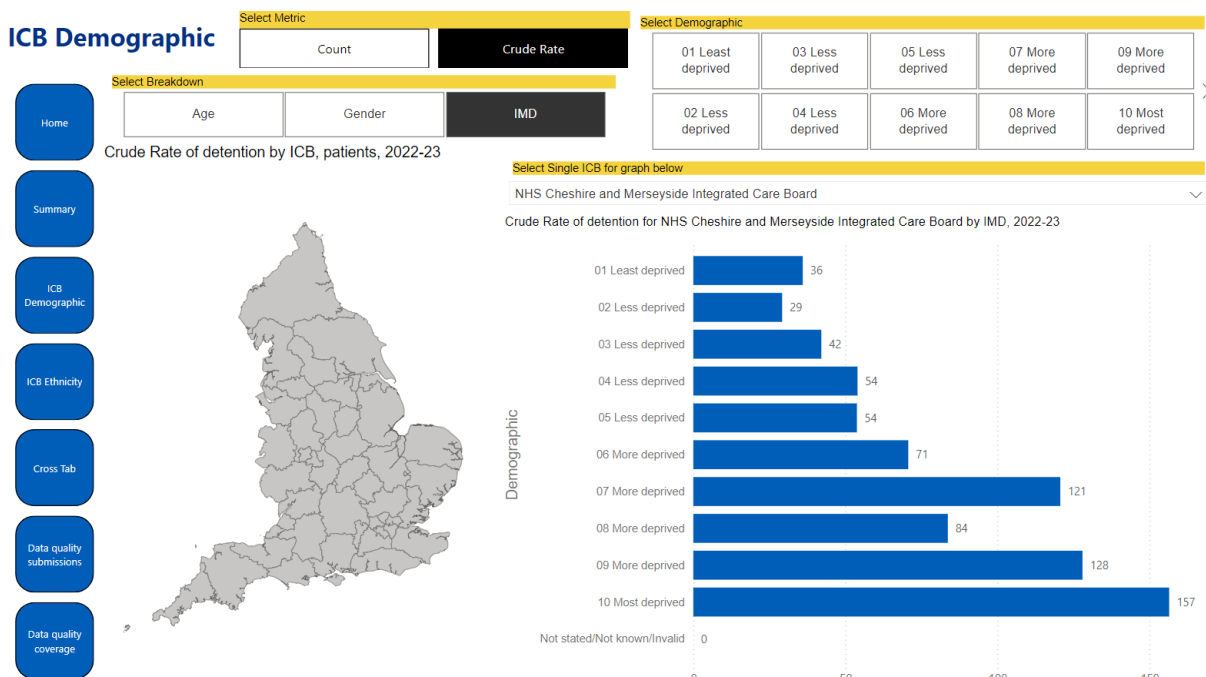 ICB Demographic
Select Metric
Count
Crude Rate
Select Demographic
01 Least
deprived
03 Less
deprived
05 Less
deprived
07 More
deprived
09 More
deprived
02 Less
deprived
04 Less
deprived
06 More
deprived
08 More
deprived
10 Most
deprived
Select Breakdown
Age
Gender
IMD
Home
Summary
ICB
Demographic
ICB Ethnicity
Cross Tab
Data quality
submissions
Data quality
coverage
Crude Rate of detention by ICB, patients, 2022-23
Select Single ICB for graph below
NHS Cheshire and Merseyside Integrated Care Board
Crude Rate of detention for NHS Cheshire and Merseyside Integrated Care Board by IMD, 2022-23
Demographic
01 Least deprived 36
02 Less deprived 29
03 Less deprived 42
04 Less deprived 54
05 Less deprived 54
06 More deprived 71
07 More deprived 121
08 More deprived 84
09 More deprived 128
10 Most deprived 157
Not stated/Not known/Invalid 0
0 50 100 150